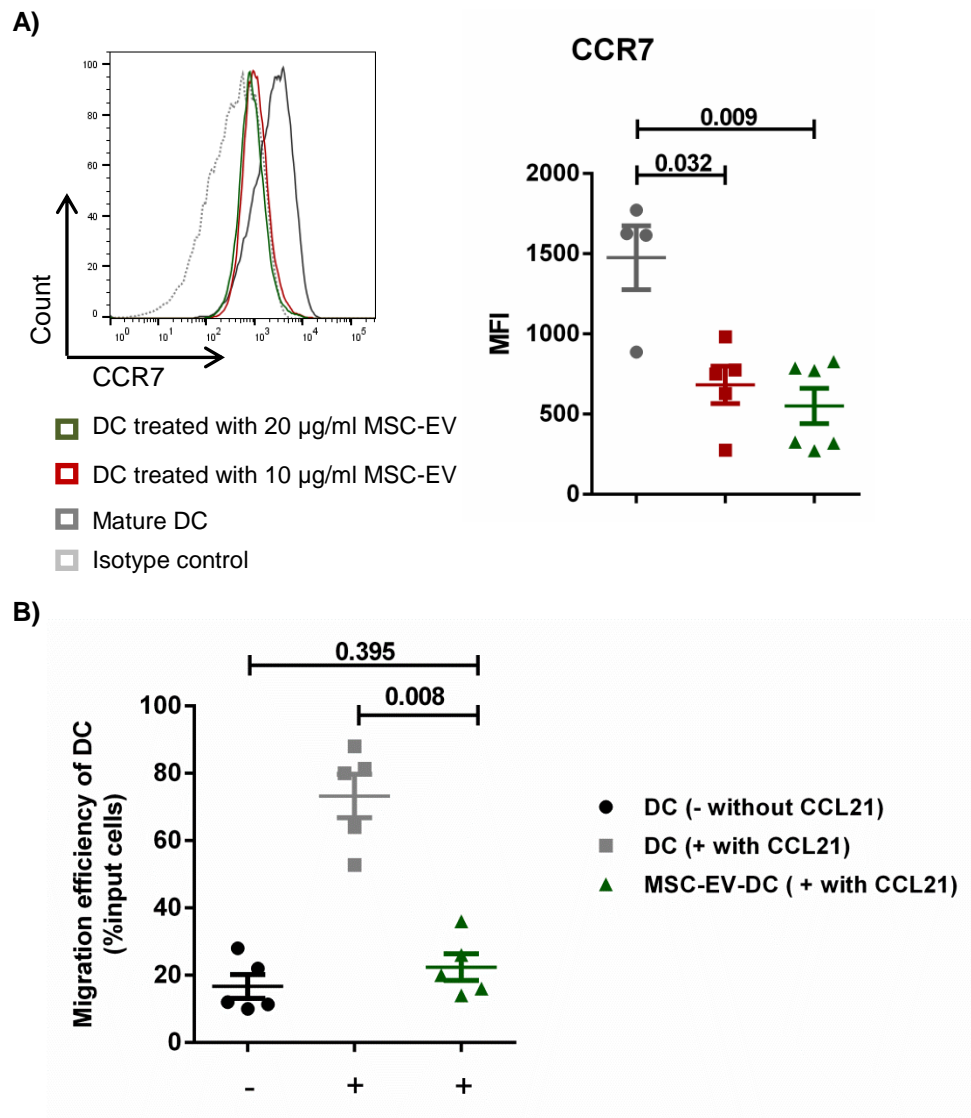 A)
100
80
60
40
20
0
10^0 10^1 10^2 10^3 10^4 10^5
Count
CCR7
DC treated with 20 µg/ml MSC-EV
DC treated with 10 µg/ml MSC-EV
Mature DC
Isotype control
CCR7
0.009
0.032
2000
1500
1000
500
0
MFI
B)
0.395
0.008
100
80
60
40
20
0
Migration efficiency of DC
(%input cells)
- + +
DC (- without CCL21)
DC (+ with CCL21)
MSC-EV-DC ( + with CCL21)